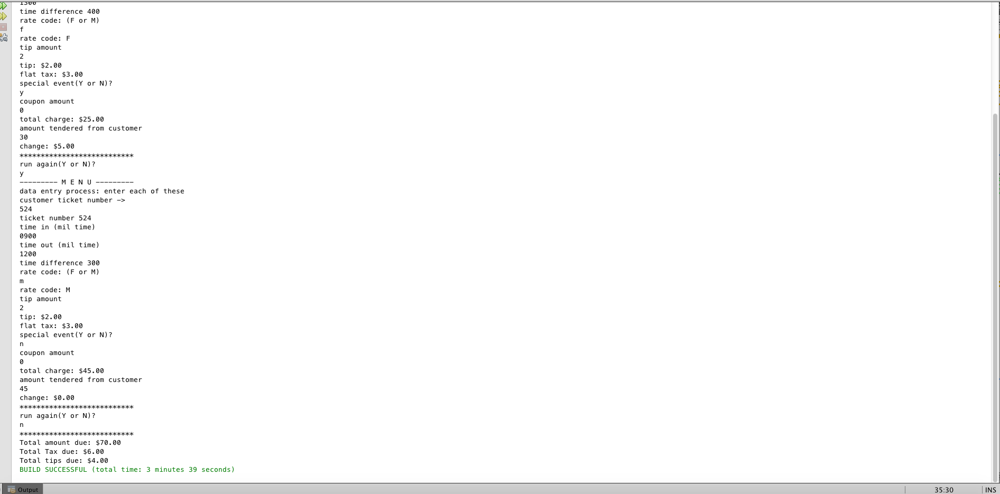 1300
time difference 400
rate code: (F or M)
f
rate code: F
tip amount
2
tip: $2.00
flat tax: $3.00
special event(Y or N)?
y
coupon amount
0
total charge: $25.00
amount tendered from customer
30
change: $5.00
***************************
run again(Y or N)?
y
--------- M E N U ---------
data entry process: enter each of these
customer ticket number ->
524
ticket number 524
time in (mil time)
0900
time out (mil time)
1200
time difference 300
rate code: (F or M)
m
rate code: M
tip amount
2
tip: $2.00
flat tax: $3.00
special event(Y or N)?
n
coupon amount
0
total charge: $45.00
amount tendered from customer
45
change: $0.00
***************************
run again(Y or N)?
n
***************************
Total amount due: $70.00
Total Tax due: $6.00
Total tips due: $4.00
BUILD SUCCESSFUL (total time: 3 minutes 39 seconds)
Output
35:30 INS